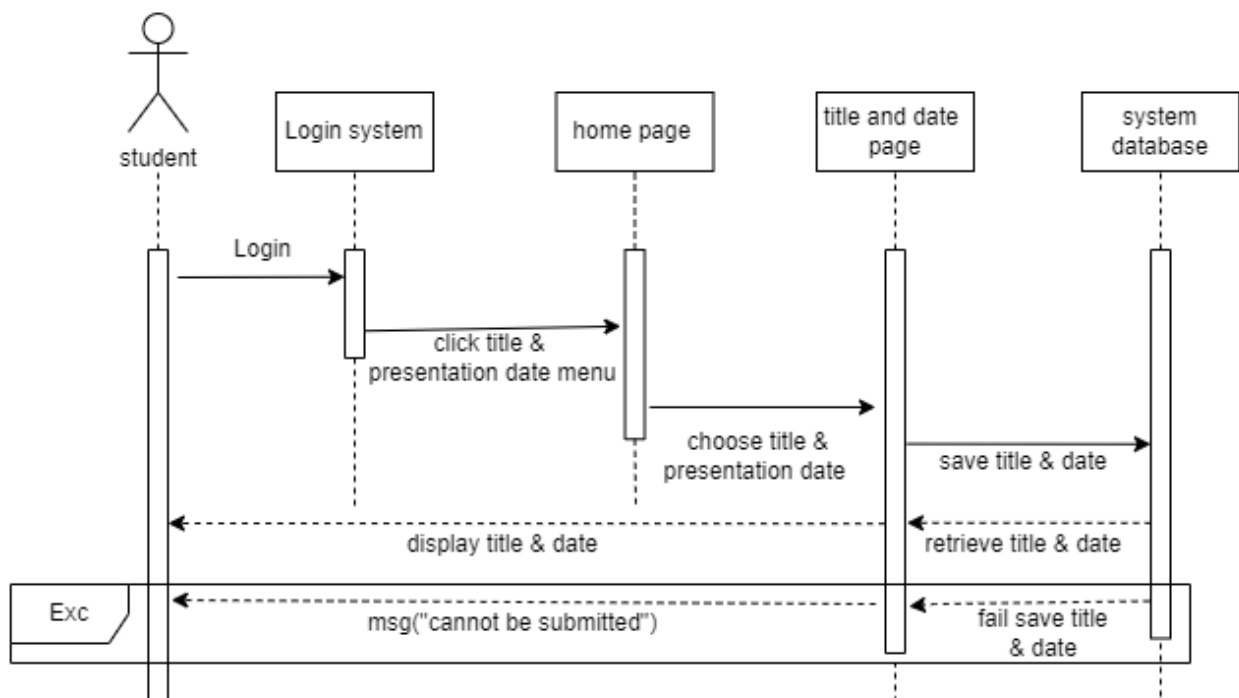 student
Login system
home page
title and date
page
system
database
Login
click title &
presentation date menu
choose title &
presentation date
save title & date
display title & date
retrieve title & date
Exc
msg("cannot be submitted")
fail save title
& date